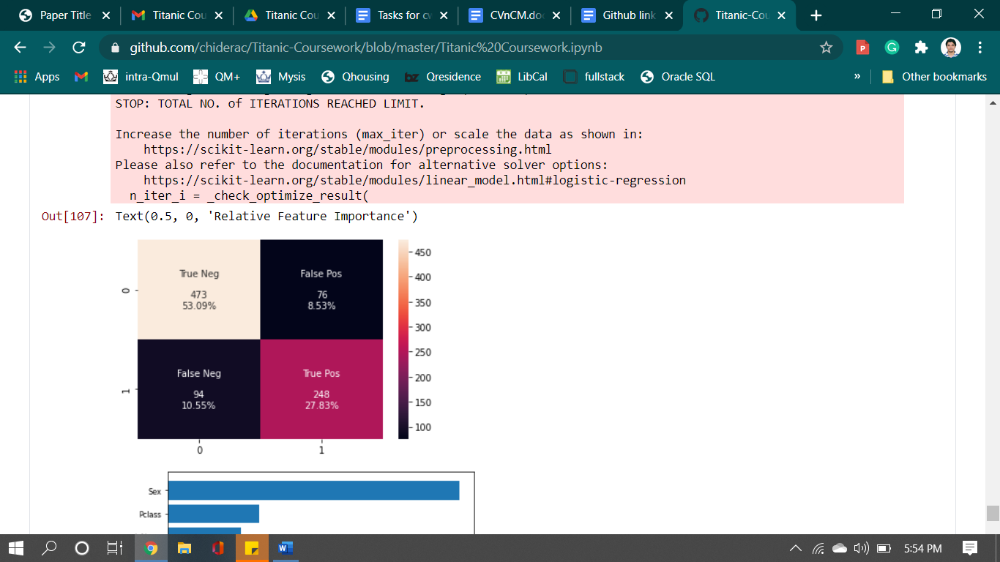 Paper Title
Titanic Cou
Titanic Cou
Tasks for cw
CVnCM.doc
Github link
Titanic-Cou
github.com/chiderac/Titanic-Coursework/blob/master/Titanic%20Coursework.ipynb
Apps
intra-Qmul
QM+
Mysis
Qhousing
bz
Qresidence
LibCal
fullstack
Oracle SQL
»
Other bookmarks
STOP: TOTAL NO. of ITERATIONS REACHED LIMIT.
Increase the number of iterations (max_iter) or scale the data as shown in:
https://scikit-learn.org/stable/modules/preprocessing.html
Please also refer to the documentation for alternative solver options:
https://scikit-learn.org/stable/modules/linear_model.html#logistic-regression
n_iter_i = _check_optimize_result(
Out[107]: Text(0.5, 0, 'Relative Feature Importance')
True Neg
473
53.09%
False Pos
76
8.53%
False Neg
94
10.55%
True Pos
248
27.83%
0
1
0
1
450
400
350
300
250
200
150
100
Sex
Pclass
5:54 PM